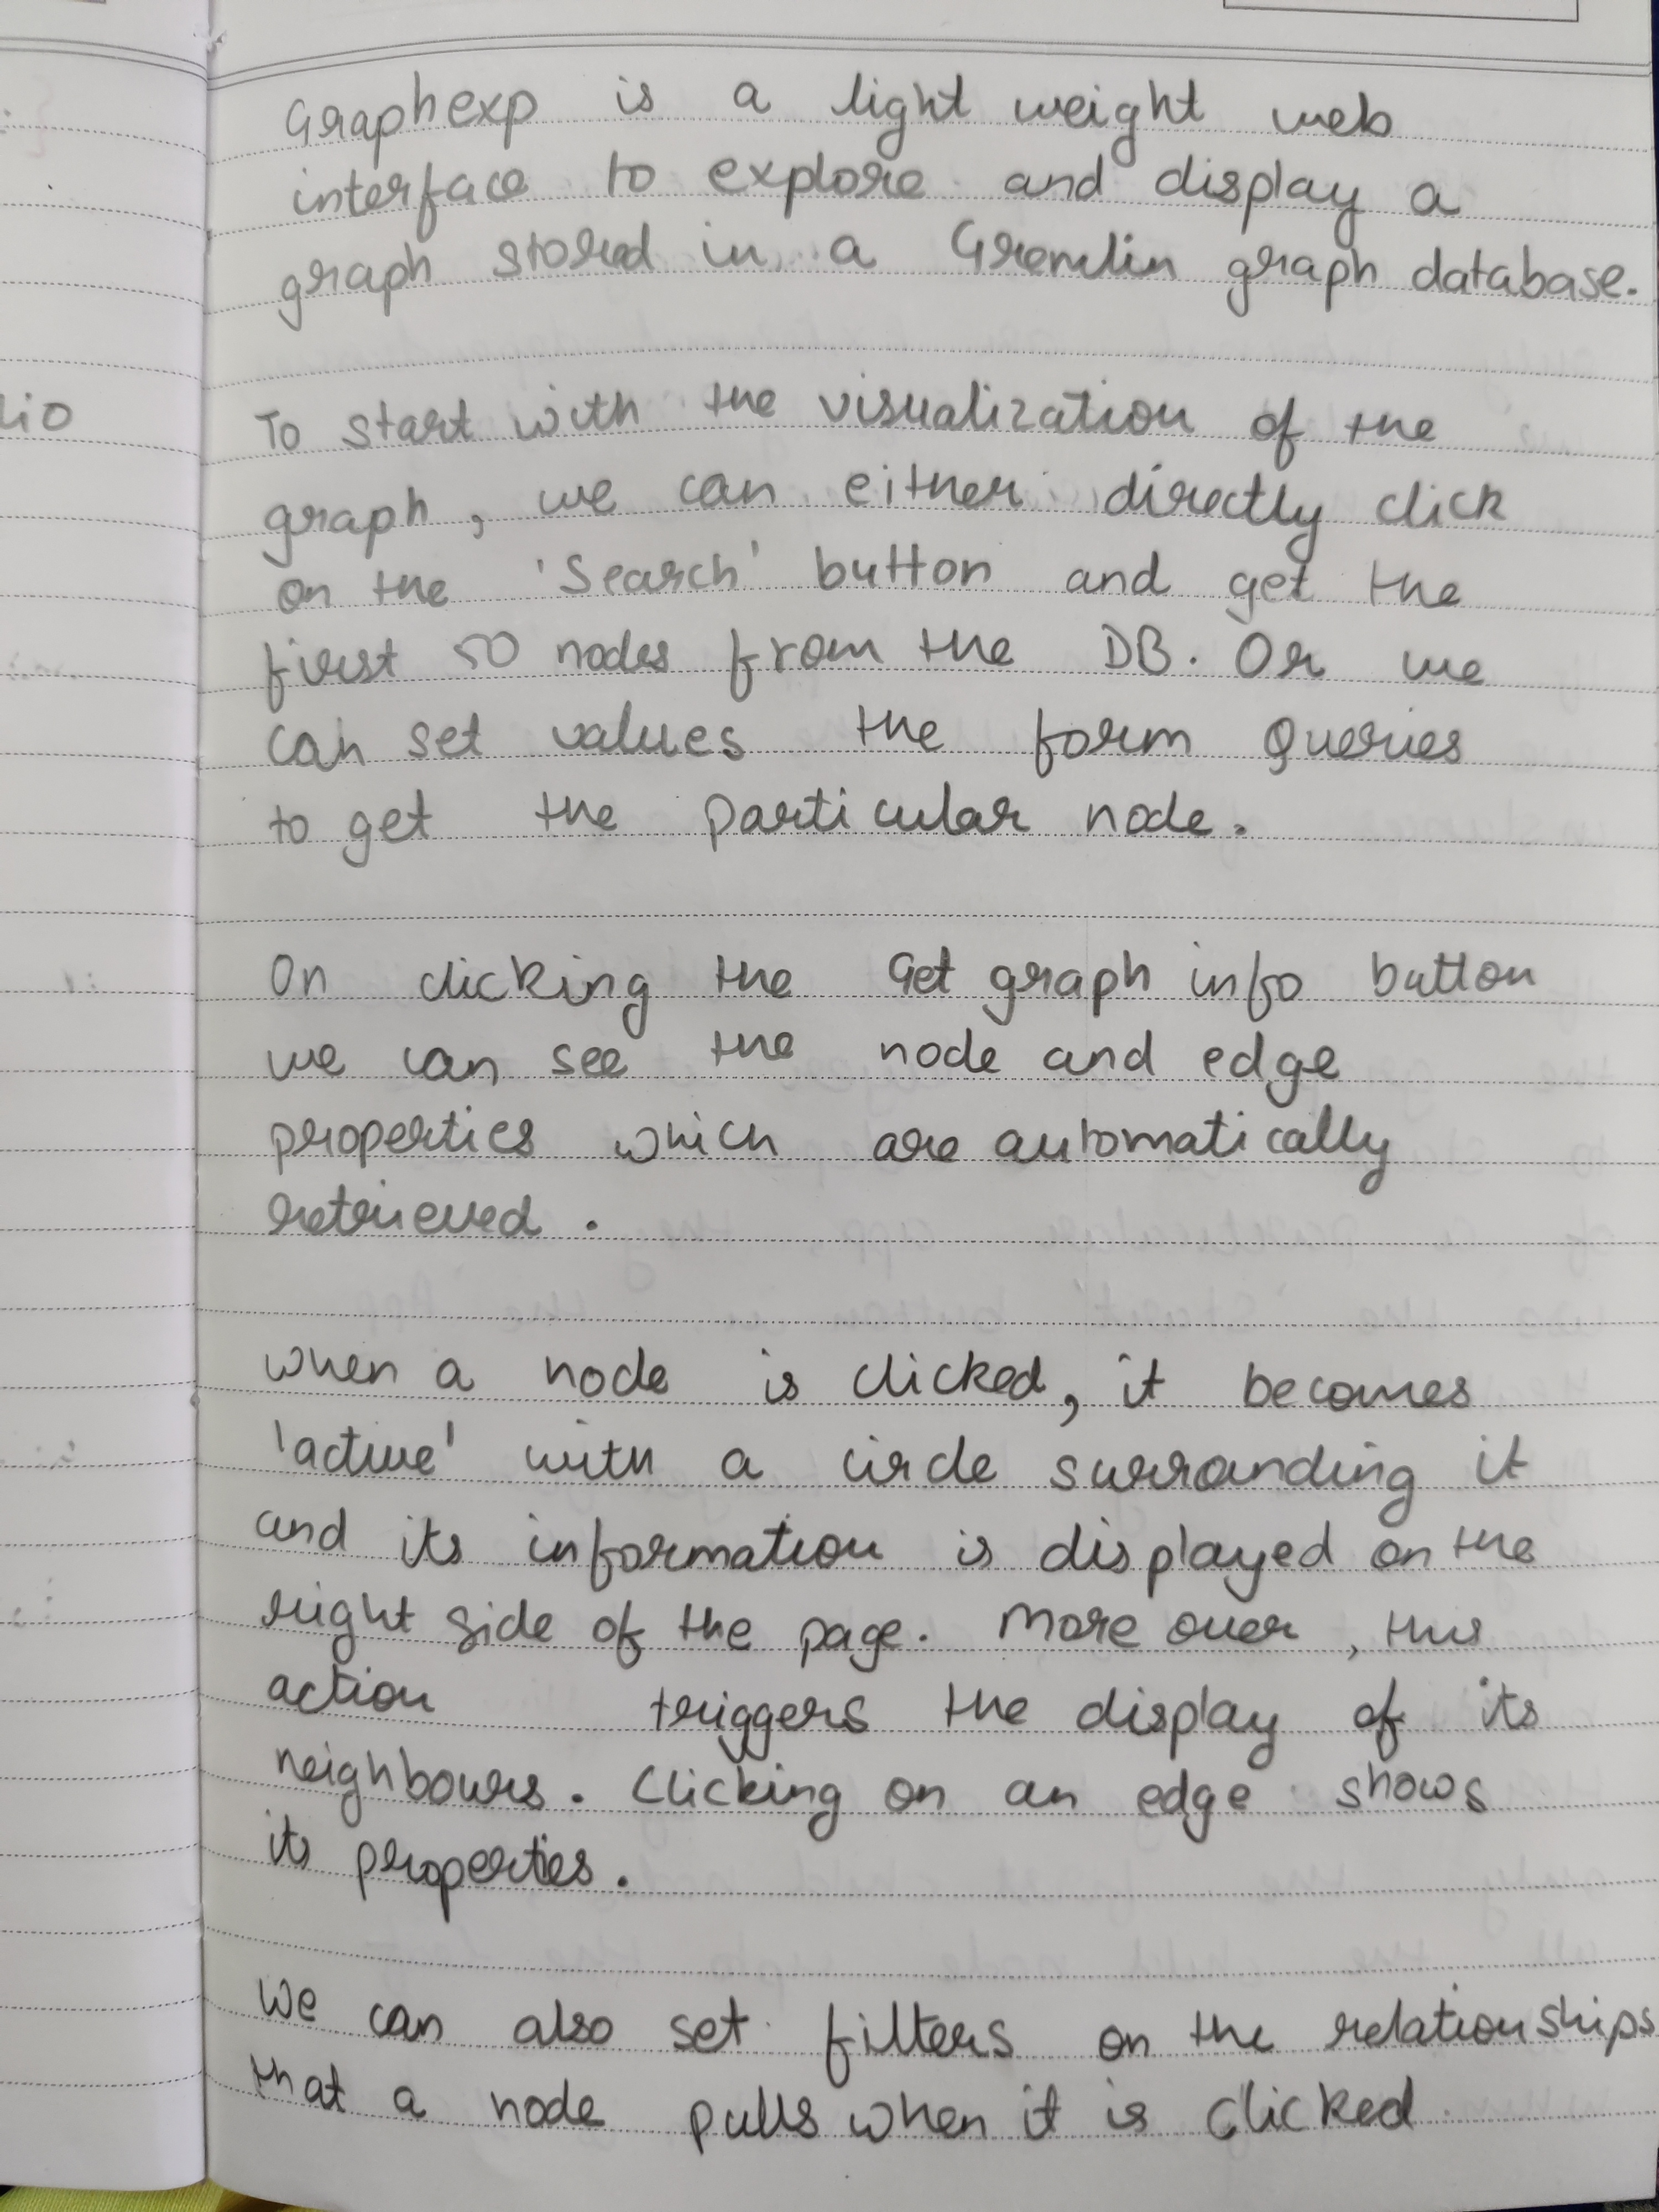 Graphexp is a light weight web
interface to explore and display a
graph stored in a Gremlin graph database.
To start with the visualization of the
graph, we can either directly click
on the 'Search' button and get the
first 50 nodes from the DB. Or we
can set values the form Queries
to get the particular node.
On clicking the Get graph info button
we can see the node and edge
properties which are automatically
retrieved.
when a node is clicked, it becomes
'active' with a circle surranding it
and its information is displayed on the
right side of the page. More over, this
action triggers the display of its
neighbours. Clicking on an edge shows
its properties.
We can also set filters on the relationships
that a node pulls when it is clicked